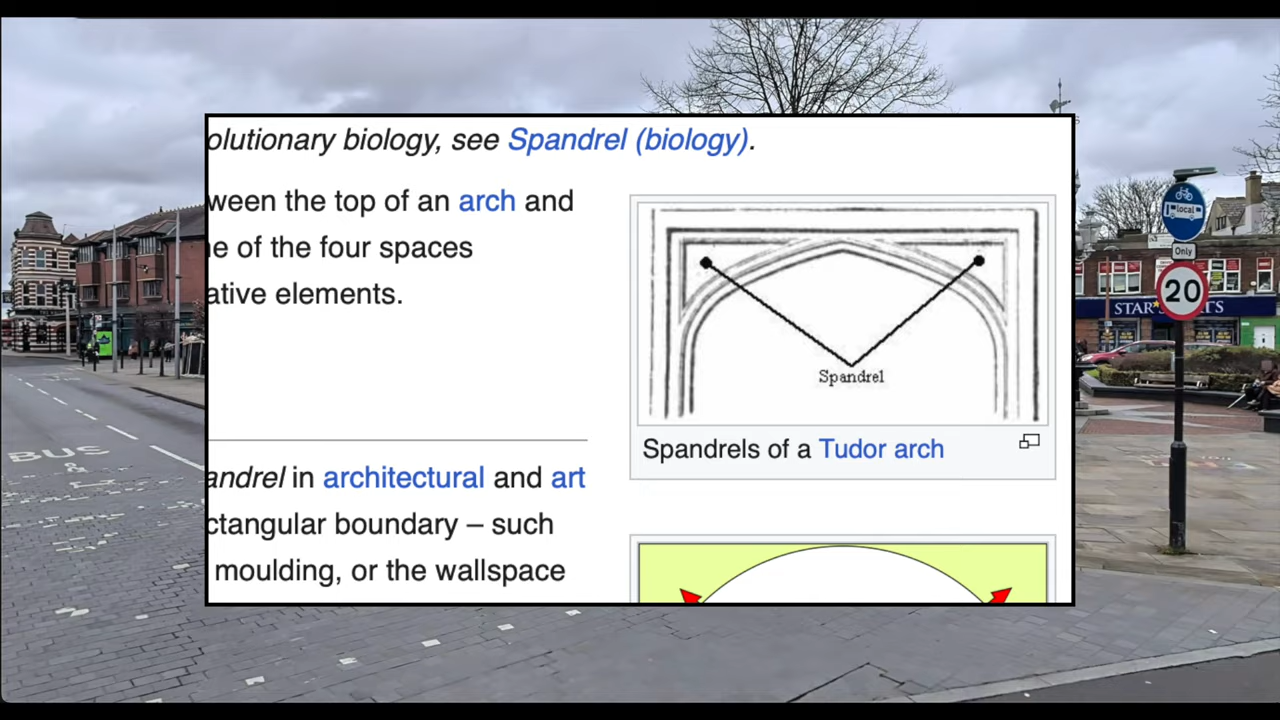 olutionary biology, see Spandrel (biology).
ween the top of an arch and
e of the four spaces
ative elements.
Spandrel
Spandrels of a Tudor arch
andrel in architectural and art
ctangular boundary – such
moulding, or the wallspace
BUS
&
local
Only
20
STAR